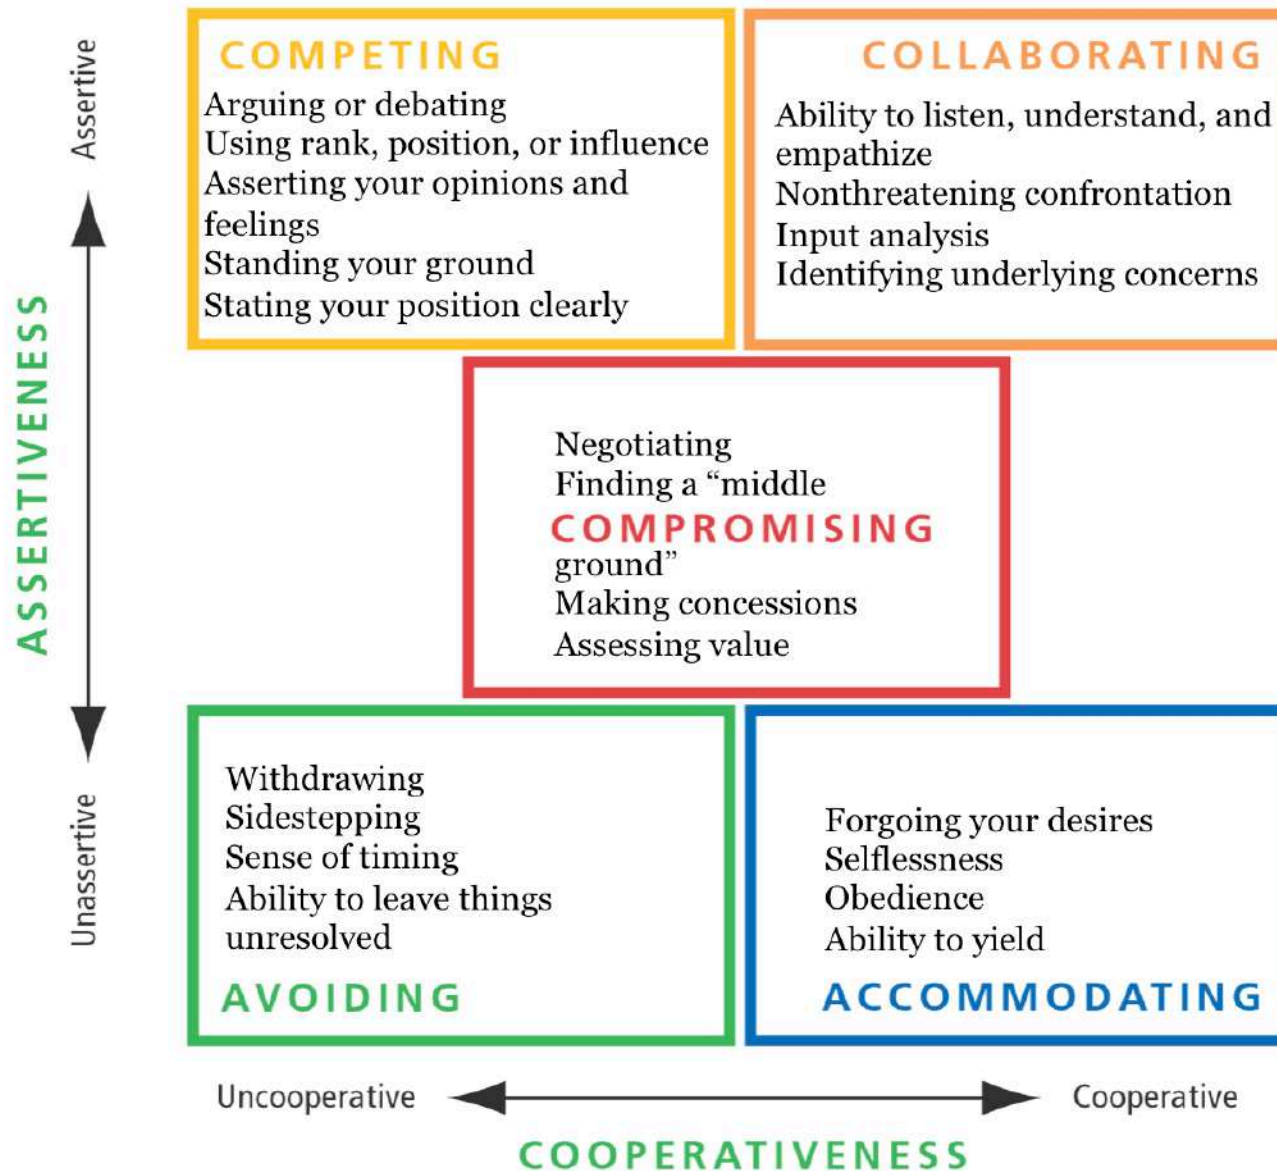 Assertive
ASSERTIVENESS
Unassertive
COMPETING
Arguing or debating
Using rank, position, or influence
Asserting your opinions and
feelings
Standing your ground
Stating your position clearly
COLLABORATING
Ability to listen, understand, and
empathize
Nonthreatening confrontation
Input analysis
Identifying underlying concerns
Negotiating
Finding a “middle
COMPROMISING
ground”
Making concessions
Assessing value
Withdrawing
Sidestepping
Sense of timing
Ability to leave things
unresolved
AVOIDING
Forgoing your desires
Selflessness
Obedience
Ability to yield
ACCOMMODATING
Uncooperative
Cooperative
COOPERATIVENESS